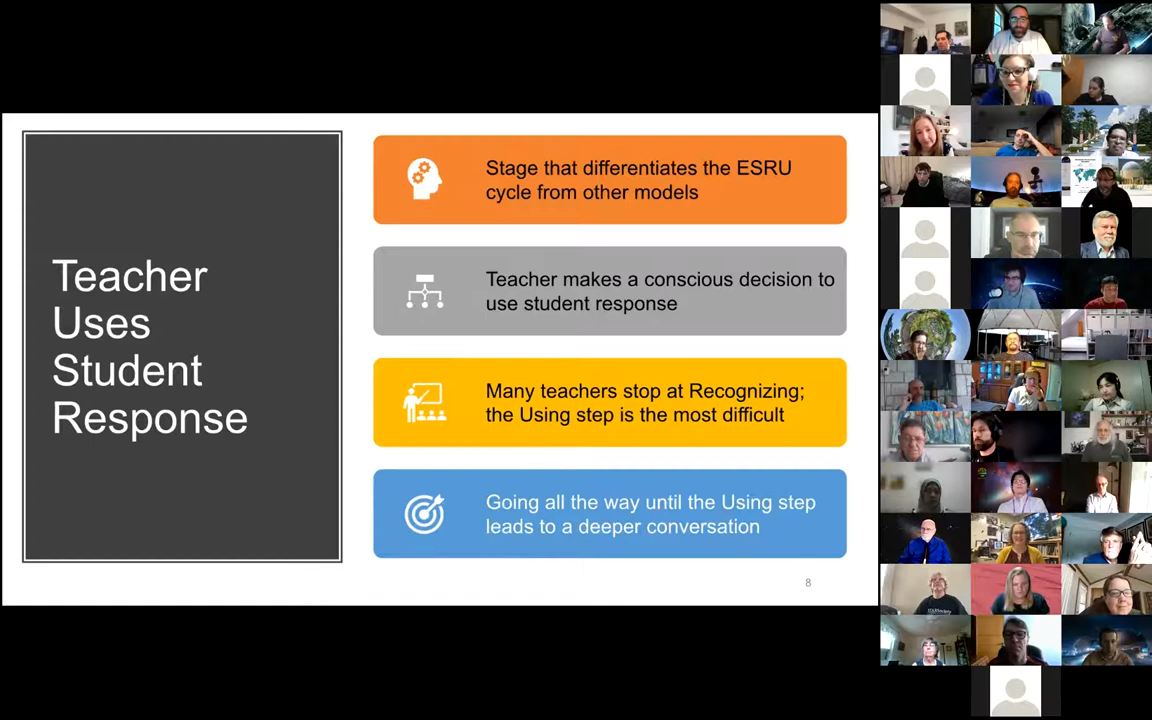 Teacher
Uses
Student
Response
Stage that differentiates the ESRU
cycle from other models
Teacher makes a conscious decision to
use student response
Many teachers stop at Recognizing;
the Using step is the most difficult
Going all the way until the Using step
leads to a deeper conversation
8